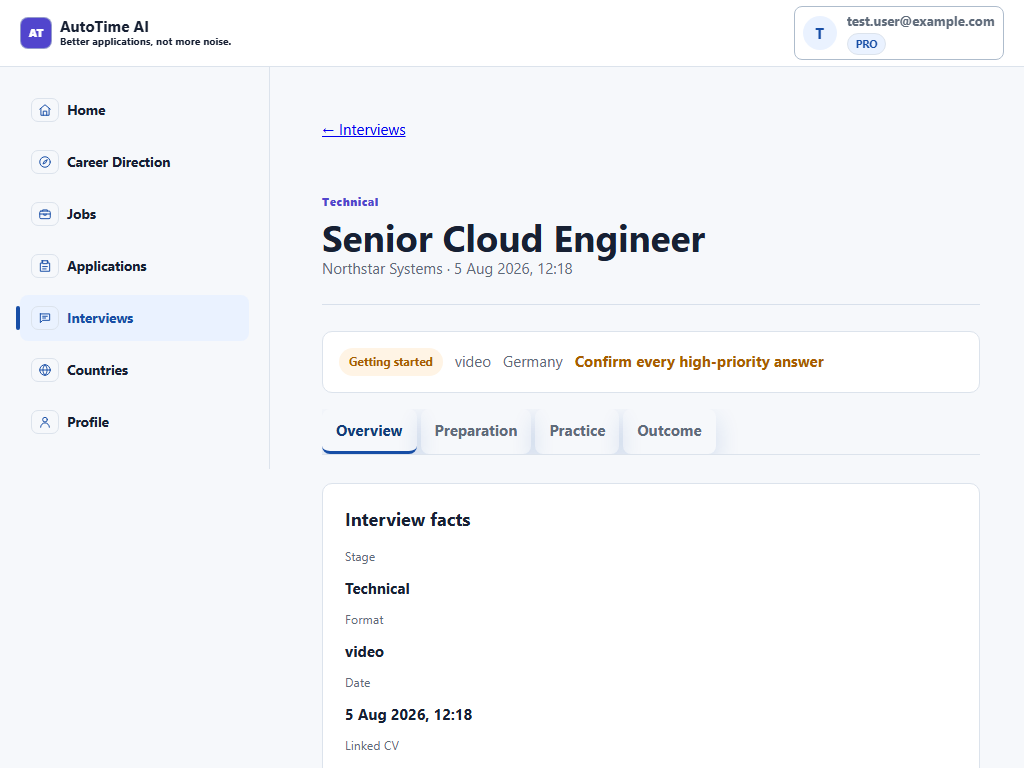 AT
AutoTime AI
Better applications, not more noise.
T
test.user@example.com
PRO
Home
Career Direction
Jobs
Applications
Interviews
Countries
Profile
← Interviews
Technical
Senior Cloud Engineer
Northstar Systems · 5 Aug 2026, 12:18
Getting started video Germany Confirm every high-priority answer
Overview Preparation Practice Outcome
Interview facts
Stage
Technical
Format
video
Date
5 Aug 2026, 12:18
Linked CV